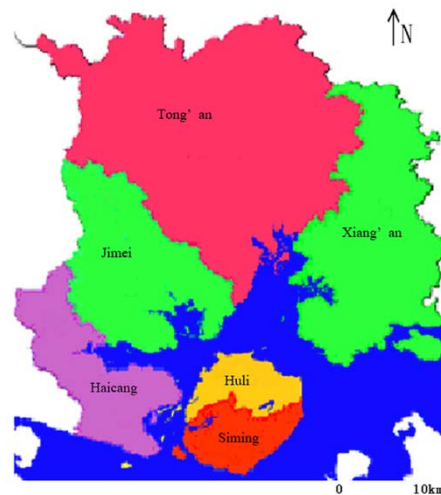 N
Tong' an
Xiang' an
Jimei
Huli
Haicang
Siming
0 10km